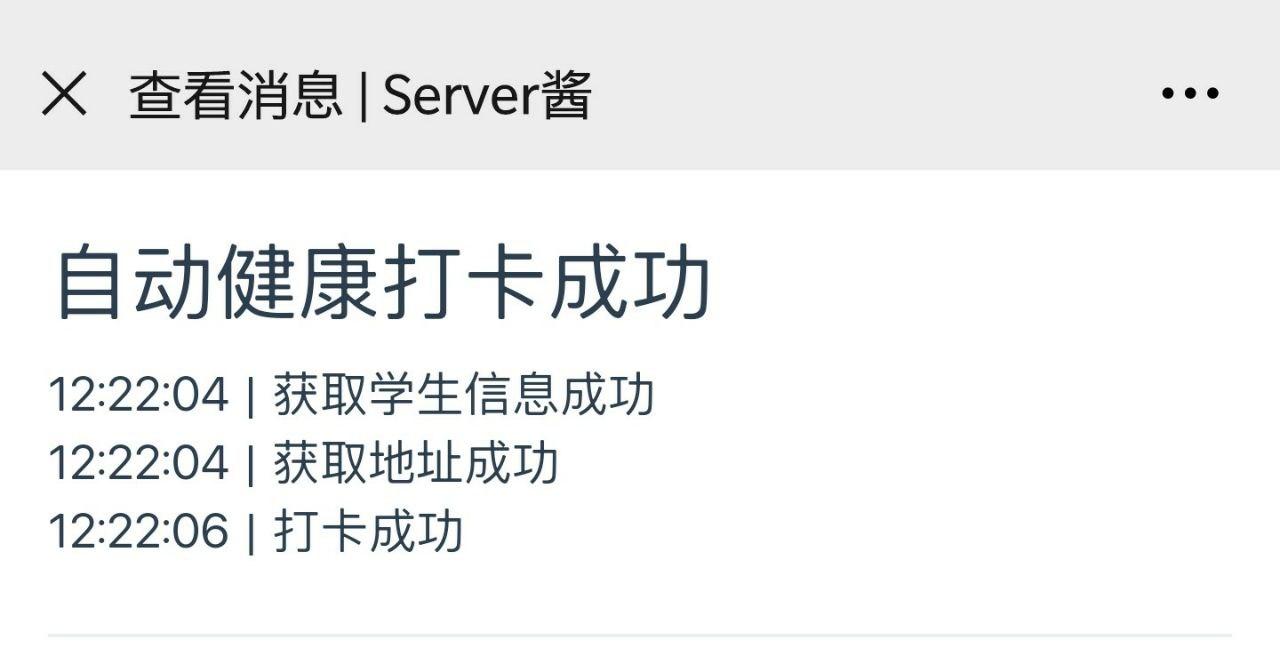 查看消息 | Server酱
自动健康打卡成功
12:22:04 | 获取学生信息成功
12:22:04 | 获取地址成功
12:22:06 | 打卡成功